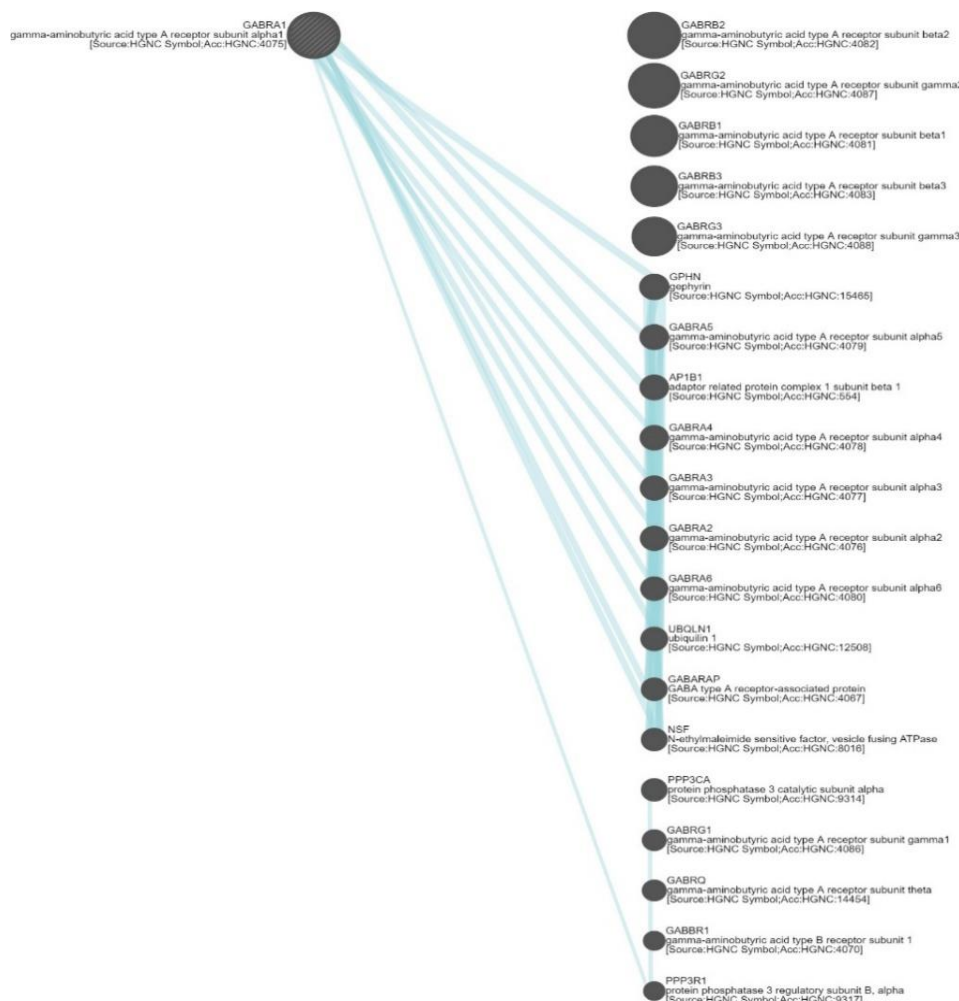 GABRA1
gamma-aminobutyric acid type A receptor subunit alpha1
[Source:HGNC Symbol;Acc:HGNC:4075]
GABRB2
gamma-aminobutyric acid type A receptor subunit beta2
[Source:HGNC Symbol;Acc:HGNC:4082]
GABRG2
gamma-aminobutyric acid type A receptor subunit gamma2
[Source:HGNC Symbol;Acc:HGNC:4087]
GABRB1
gamma-aminobutyric acid type A receptor subunit beta1
[Source:HGNC Symbol;Acc:HGNC:4081]
GABRB3
gamma-aminobutyric acid type A receptor subunit beta3
[Source:HGNC Symbol;Acc:HGNC:4083]
GABRG3
gamma-aminobutyric acid type A receptor subunit gamma3
[Source:HGNC Symbol;Acc:HGNC:4088]
GPHN
gephyrin
[Source:HGNC Symbol;Acc:HGNC:15465]
GABRA5
gamma-aminobutyric acid type A receptor subunit alpha5
[Source:HGNC Symbol;Acc:HGNC:4079]
AP1B1
adaptor related protein complex 1 subunit beta 1
[Source:HGNC Symbol;Acc:HGNC:554]
GABRA4
gamma-aminobutyric acid type A receptor subunit alpha4
[Source:HGNC Symbol;Acc:HGNC:4078]
GABRA3
gamma-aminobutyric acid type A receptor subunit alpha3
[Source:HGNC Symbol;Acc:HGNC:4077]
GABRA2
gamma-aminobutyric acid type A receptor subunit alpha2
[Source:HGNC Symbol;Acc:HGNC:4076]
GABRA6
gamma-aminobutyric acid type A receptor subunit alpha6
[Source:HGNC Symbol;Acc:HGNC:4080]
UBQLN1
ubiquilin 1
[Source:HGNC Symbol;Acc:HGNC:12508]
GABARAP
GABA type A receptor-associated protein
[Source:HGNC Symbol;Acc:HGNC:4067]
NSF
N-ethylmaleimide sensitive factor, vesicle fusing ATPase
[Source:HGNC Symbol;Acc:HGNC:8016]
PPP3CA
protein phosphatase 3 catalytic subunit alpha
[Source:HGNC Symbol;Acc:HGNC:9314]
GABRG1
gamma-aminobutyric acid type A receptor subunit gamma1
[Source:HGNC Symbol;Acc:HGNC:4086]
GABRQ
gamma-aminobutyric acid type A receptor subunit theta
[Source:HGNC Symbol;Acc:HGNC:14454]
GABBR1
gamma-aminobutyric acid type B receptor subunit 1
[Source:HGNC Symbol;Acc:HGNC:4070]
PPP3R1
protein phosphatase 3 regulatory subunit B, alpha
[Source:HGNC Symbol;Acc:HGNC:9317]